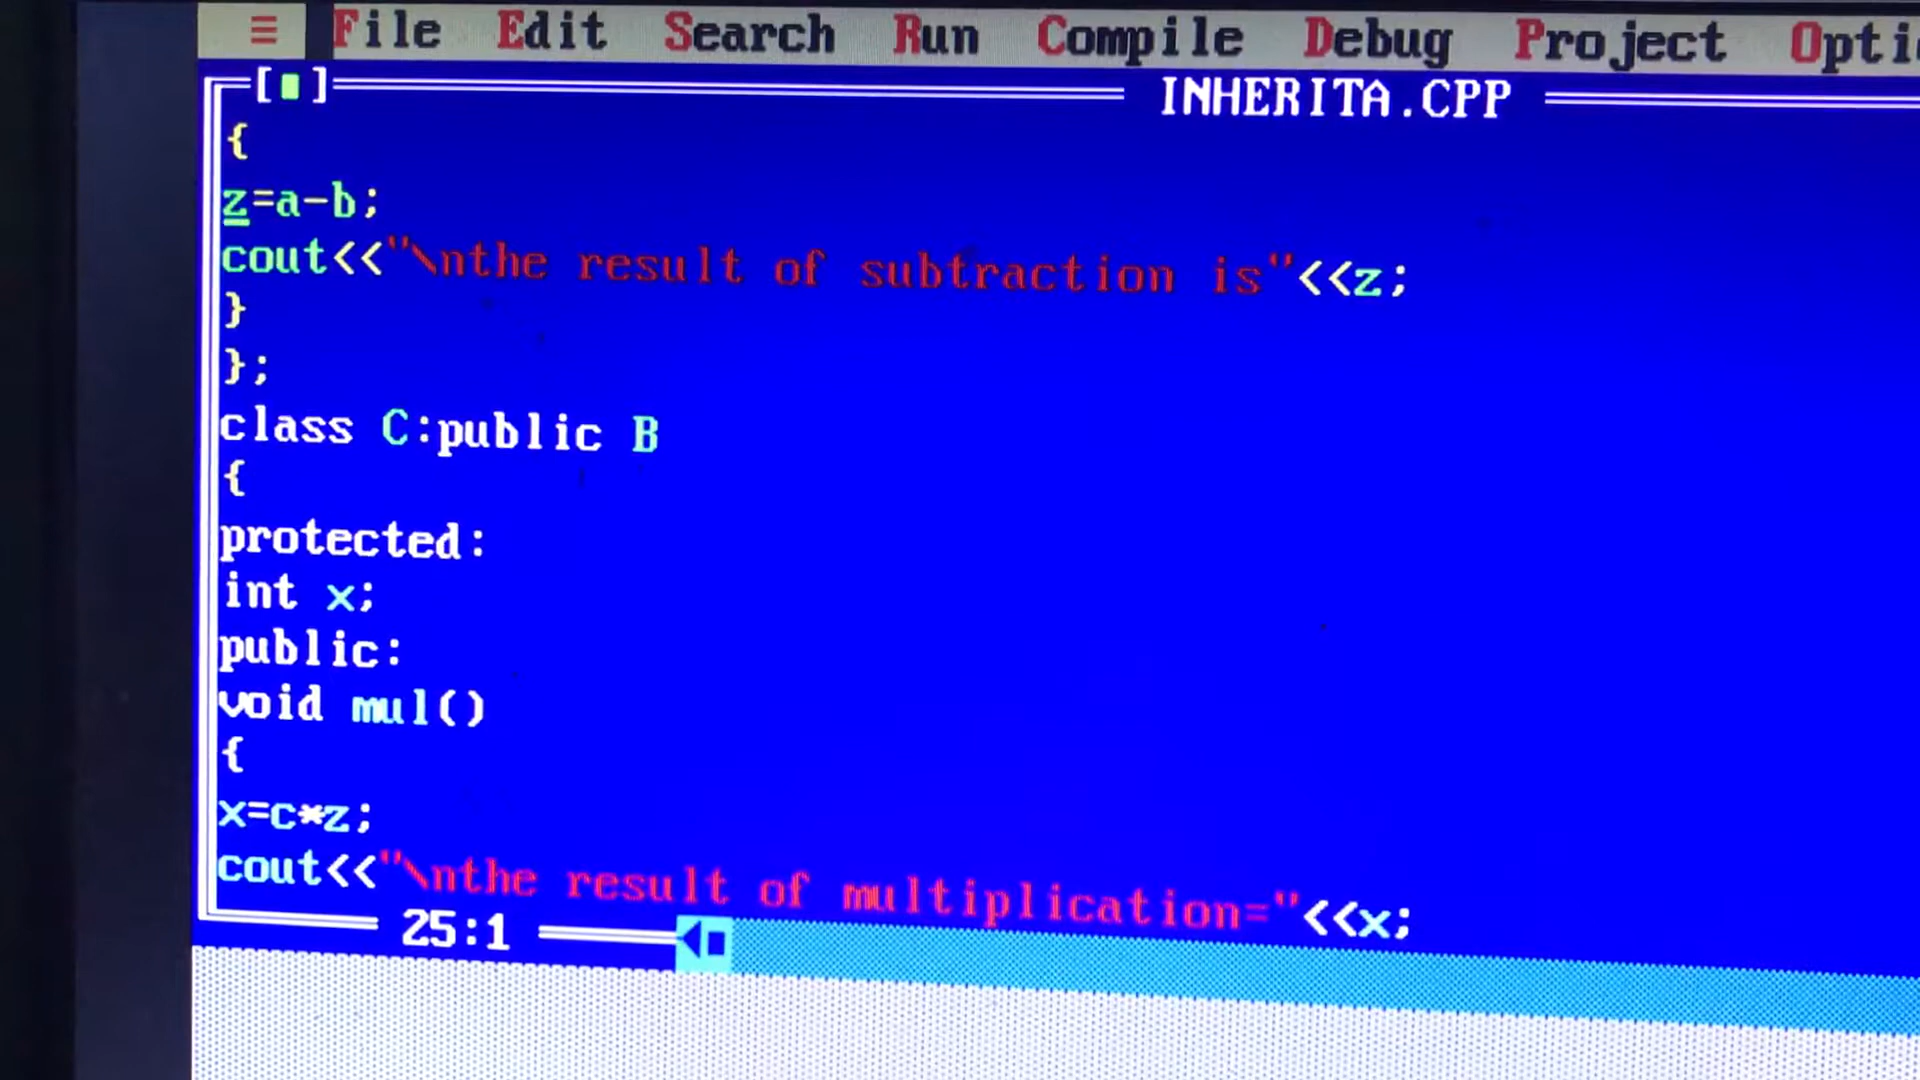 ≡ File Edit Search Run Compile Debug Project Opti
[■] INHERITA.CPP
{
z=a-b;
cout<<"\nthe result of subtraction is"<<z;
}
};
class C:public B
{
protected:
int x;
public:
void mul()
{
x=c*z;
cout<<"\nthe result of multiplication="<<x;
25:1